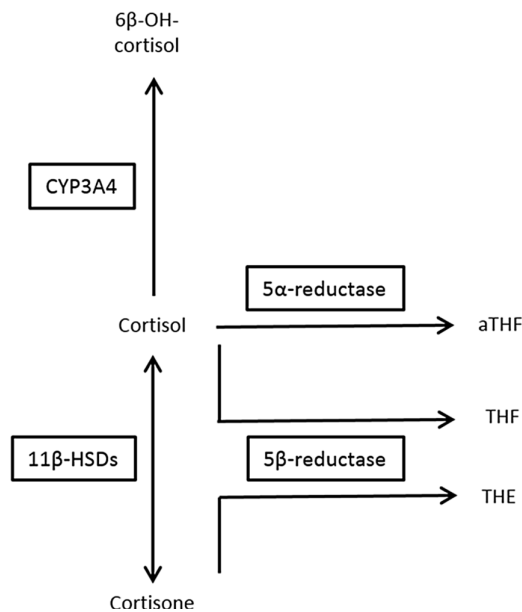 6β-OH-
cortisol
CYP3A4
5α-reductase
Cortisol
aTHF
THF
11β-HSDs
5β-reductase
THE
Cortisone